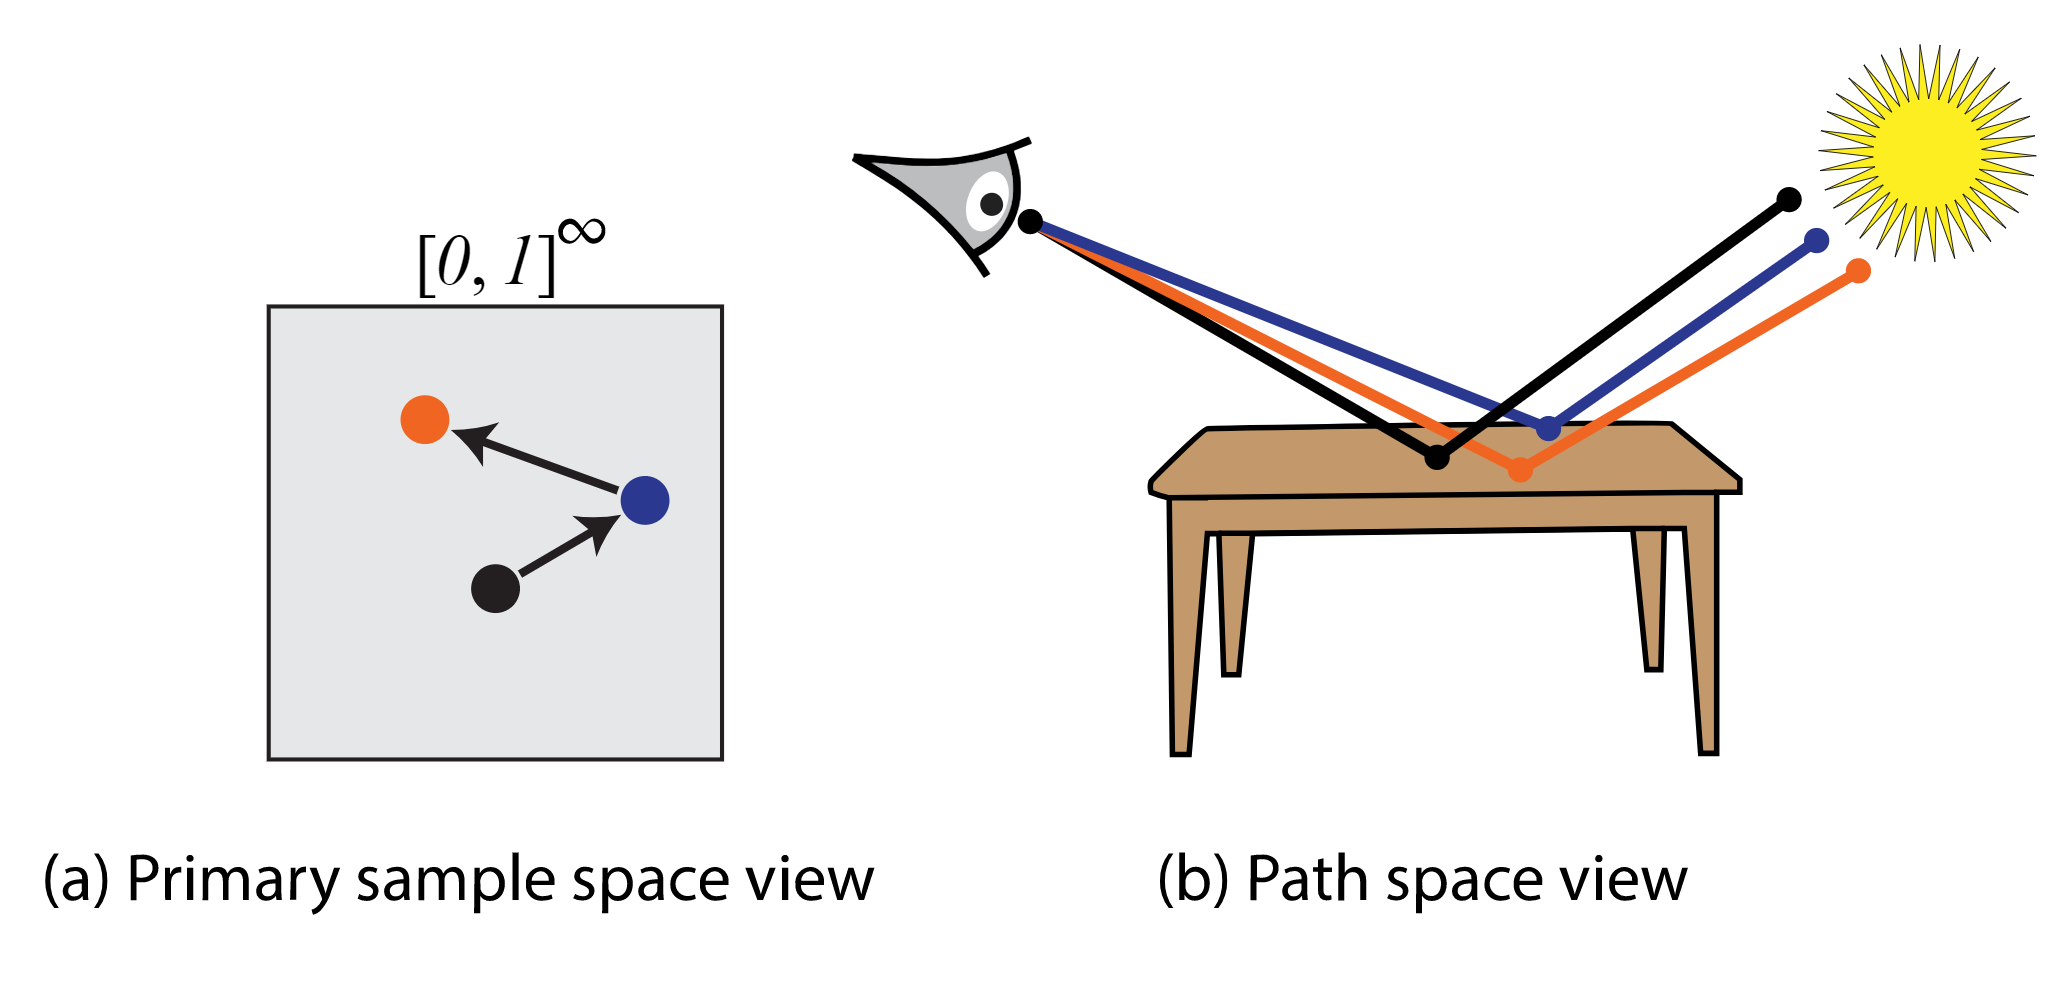 [0, 1]^∞
(a) Primary sample space view
(b) Path space view